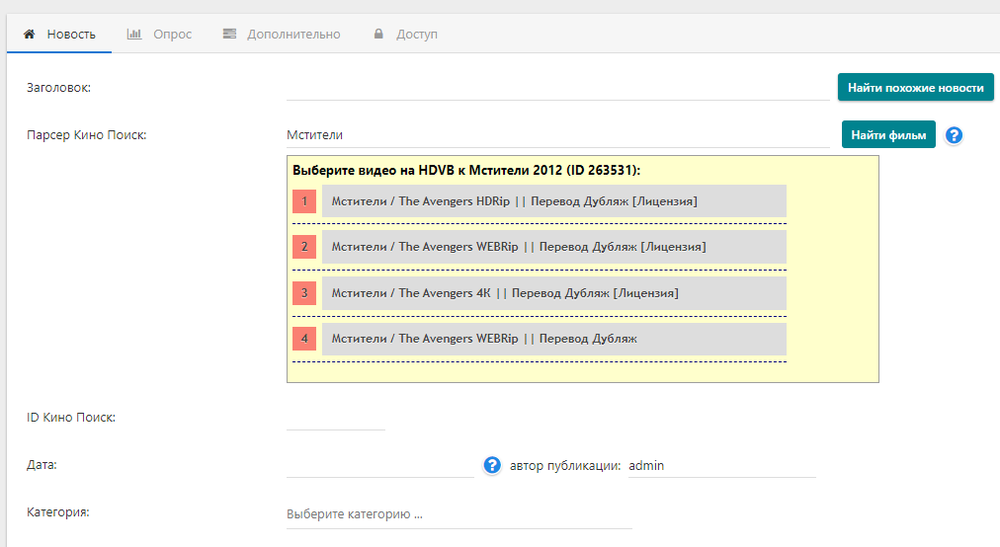 Новость Опрос Дополнительно Доступ
Заголовок: Найти похожие новости
Парсер Кино Поиск: Мстители Найти фильм ?
Выберите видео на HDVB к Мстители 2012 (ID 263531):
1 Мстители / The Avengers HDRip || Перевод Дубляж [Лицензия]
2 Мстители / The Avengers WEBRip || Перевод Дубляж [Лицензия]
3 Мстители / The Avengers 4K || Перевод Дубляж [Лицензия]
4 Мстители / The Avengers WEBRip || Перевод Дубляж
ID Кино Поиск:
Дата: ? автор публикации: admin
Категория: Выберите категорию ...